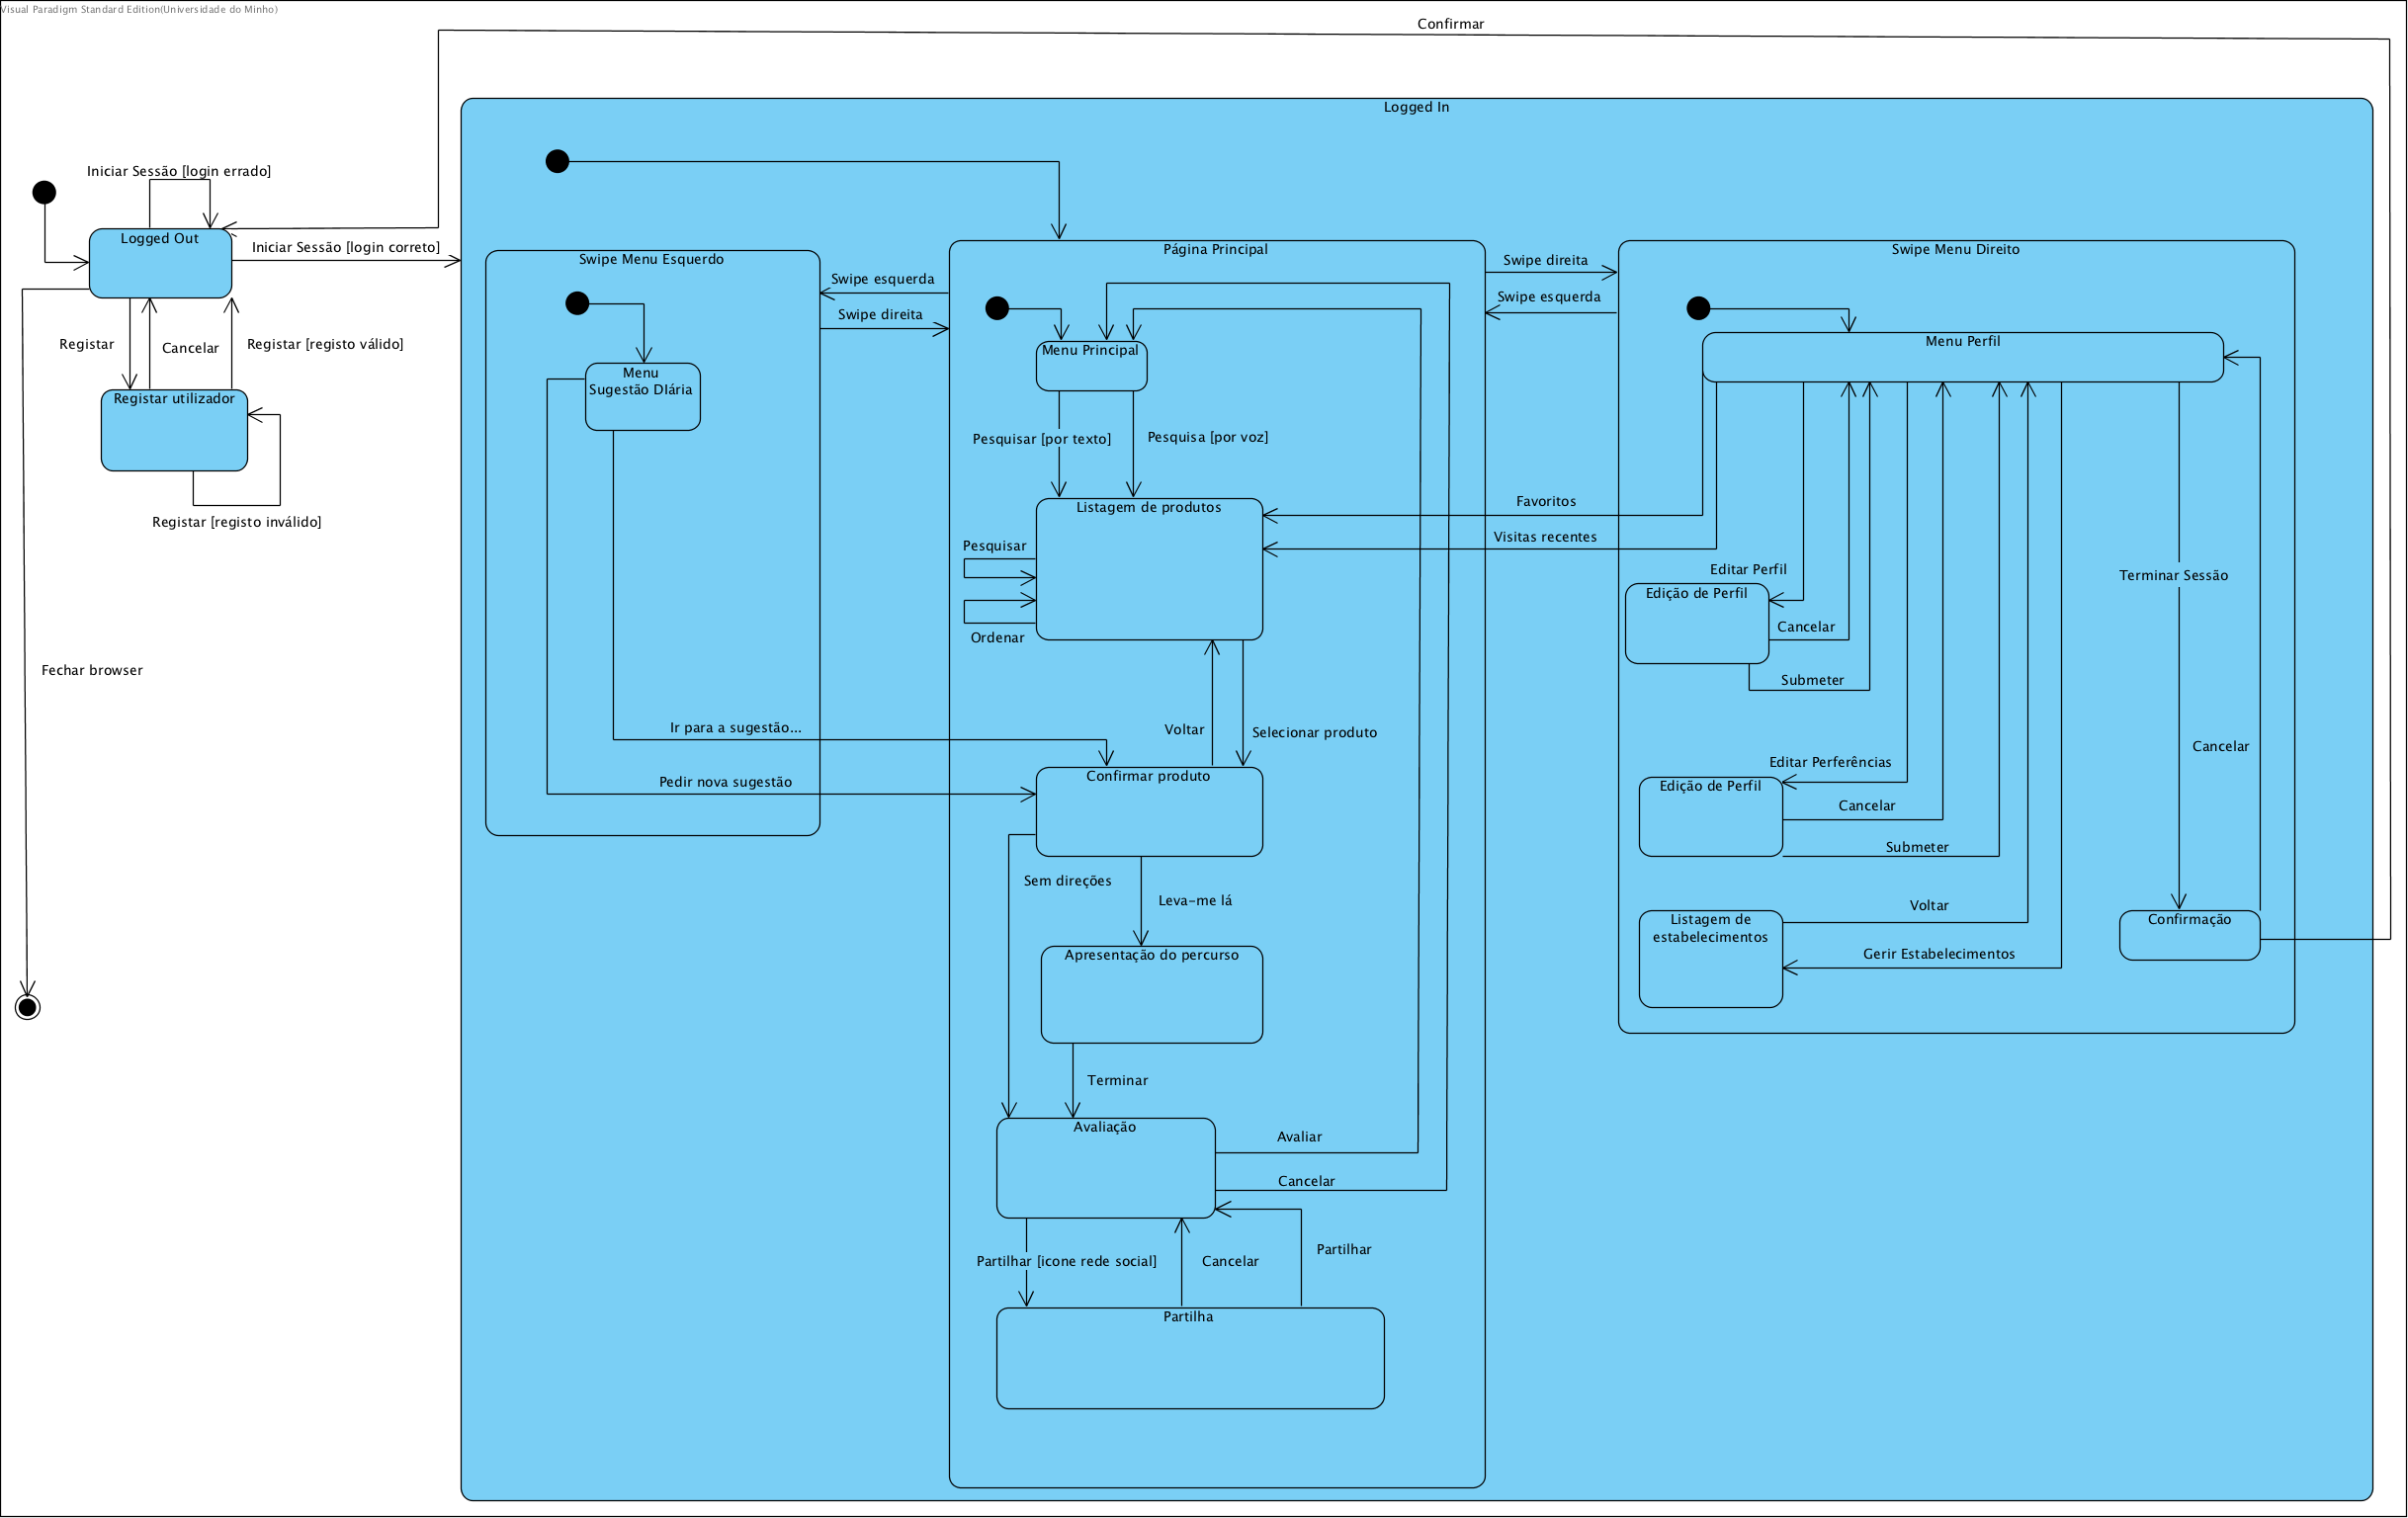 Visual Paradigm Standard Edition(Universidade do Minho)
Confirmar
Logged In
Iniciar Sessão [login errado]
Logged Out
Iniciar Sessão [login correto]
Registar
Cancelar
Registar [registo válido]
Registar utilizador
Registar [registo inválido]
Fechar browser
Swipe Menu Esquerdo
Menu
Sugestão DIária
Ir para a sugestão...
Pedir nova sugestão
Swipe esquerda
Swipe direita
Página Principal
Menu Principal
Pesquisar [por texto]
Pesquisa [por voz]
Listagem de produtos
Pesquisar
Ordenar
Voltar
Selecionar produto
Confirmar produto
Sem direções
Leva-me lá
Apresentação do percurso
Terminar
Avaliação
Avaliar
Cancelar
Partilhar [icone rede social]
Cancelar
Partilhar
Partilha
Swipe direita
Swipe esquerda
Swipe Menu Direito
Menu Perfil
Favoritos
Visitas recentes
Editar Perfil
Edição de Perfil
Cancelar
Submeter
Editar Perferências
Edição de Perfil
Cancelar
Submeter
Listagem de
estabelecimentos
Voltar
Gerir Estabelecimentos
Terminar Sessão
Cancelar
Confirmação